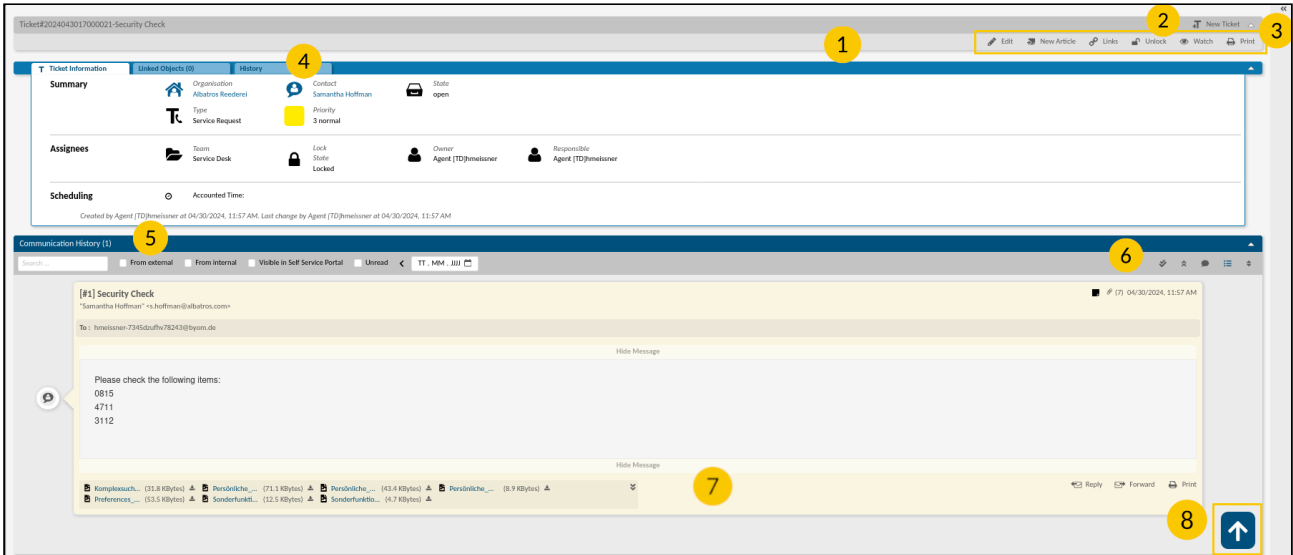 Ticket#2024043017000021-Security Check
2
New Ticket
3
1
Edit New Article Links Unlock Watch Print
4
Ticket Information Linked Objects (0) History
Summary
Organisation
Albatros Reederei
Contact
Samantha Hoffman
State
open
Type
Service Request
Priority
3 normal
Assignees
Team
Service Desk
Lock
State
Locked
Owner
Agent [TD]hmeissner
Responsible
Agent [TD]hmeissner
Scheduling
Accounted Time:
Created by Agent [TD]hmeissner at 04/30/2024, 11:57 AM. Last change by Agent [TD]hmeissner at 04/30/2024, 11:57 AM
5
Communication History (1)
6
Search ... From external From internal Visible in Self Service Portal Unread TT . MM . JJJJ
[#1] Security Check
(7) 04/30/2024, 11:57 AM
"Samantha Hoffman" <s.hoffman@albatros.com>
To : hmeissner-7345dzufhv78243@byom.de
Hide Message
Please check the following items:
0815
4711
3112
Hide Message
7
Komplexsuch... (31.8 KBytes) Persönliche_... (71.1 KBytes) Persönliche_... (43.4 KBytes) Persönliche_... (8.9 KBytes)
Preferences_... (53.5 KBytes) Sonderfunkti... (12.5 KBytes) Sonderfunktio... (4.7 KBytes)
Reply Forward Print
8